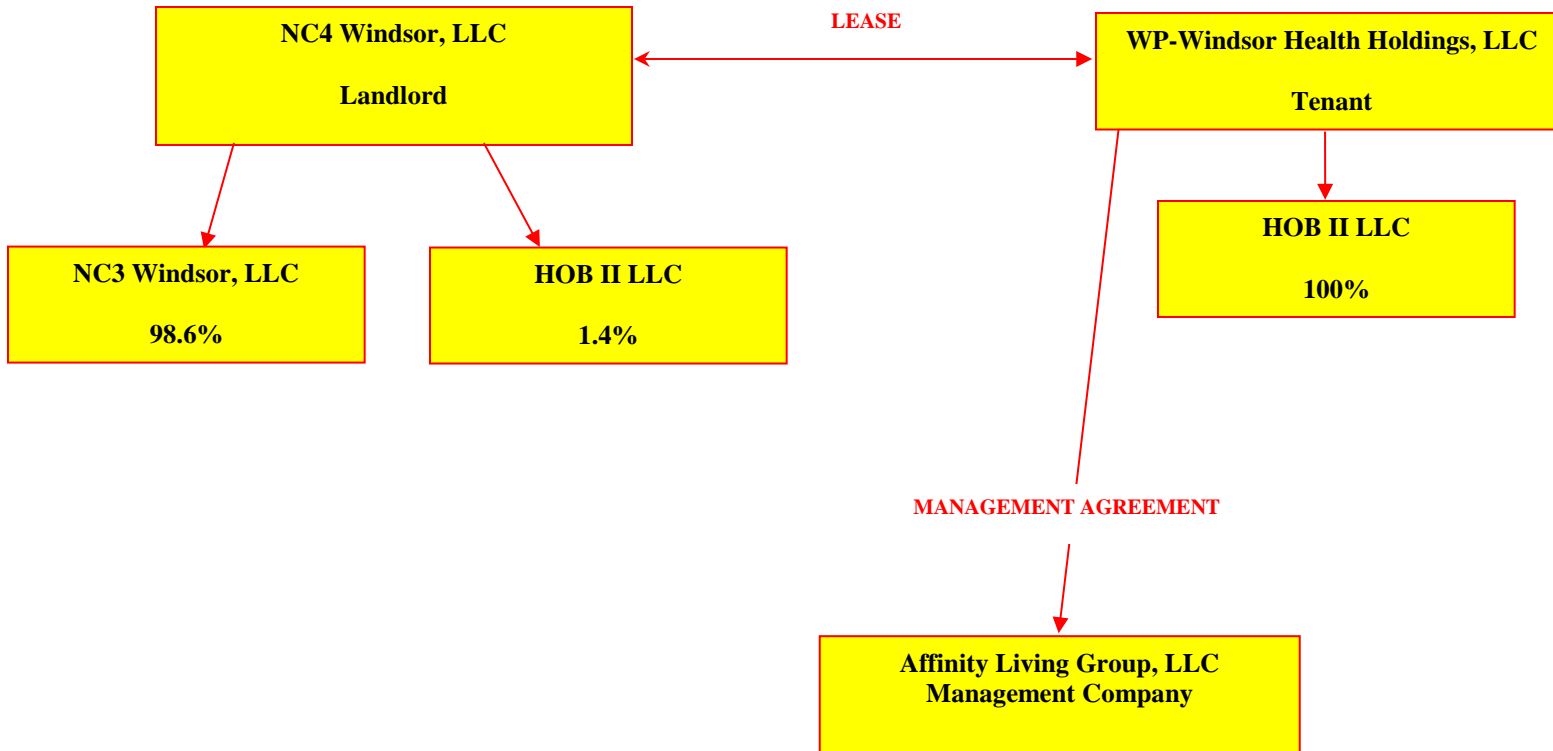 NC4 Windsor, LLC
Landlord
LEASE
WP-Windsor Health Holdings, LLC
Tenant
NC3 Windsor, LLC
98.6%
HOB II LLC
1.4%
HOB II LLC
100%
MANAGEMENT AGREEMENT
Affinity Living Group, LLC
Management Company